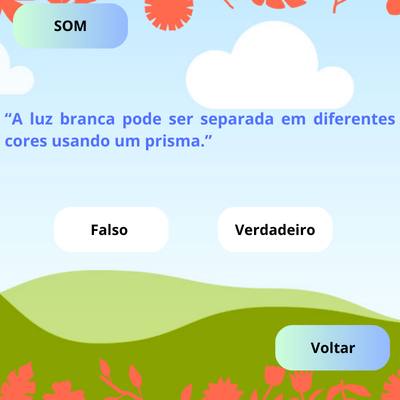 SOM
“A luz branca pode ser separada em diferentes
cores usando um prisma.”
Falso
Verdadeiro
Voltar